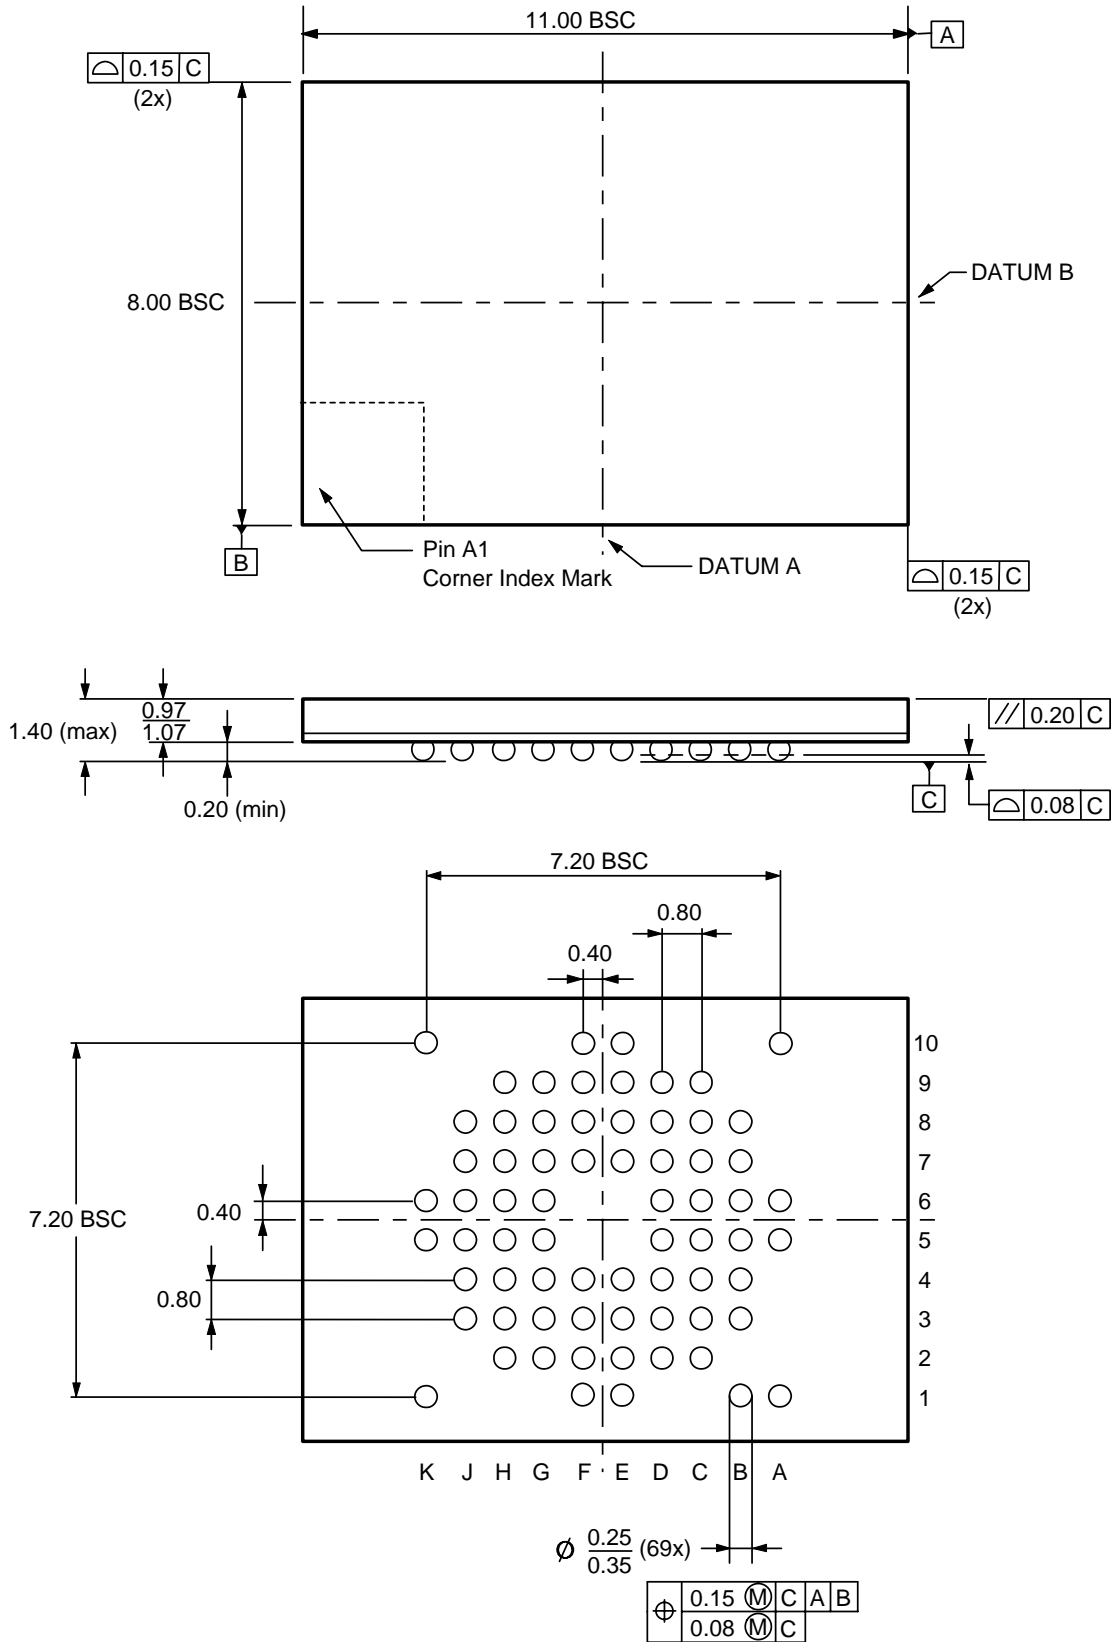 11.00 BSC
A
0.15 C
(2x)
DATUM B
8.00 BSC
Pin A1
Corner Index Mark
B
DATUM A
0.15 C
(2x)
1.40 (max)
0.97
1.07
0.20 (min)
// 0.20 C
C
0.08 C
7.20 BSC
0.80
0.40
10
9
8
7
6
5
4
3
2
1
7.20 BSC
0.40
0.80
K J H G F E D C B A
Ø 0.25 (69x)
0.35
⌖ 0.15 Ⓜ C A B
0.08 Ⓜ C